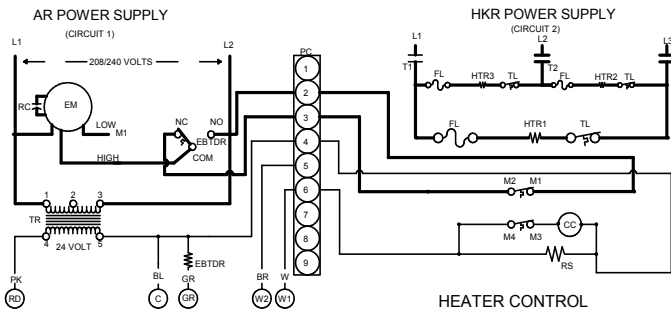 AR POWER SUPPLY
(CIRCUIT 1)
HKR POWER SUPPLY
(CIRCUIT 2)
L1
L2
L1
L2
L3
208/240 VOLTS
PC
T1
T2
FL
HTR3
TL
FL
HTR2
TL
RC
EM
LOW
M1
HIGH
NC
NO
EBTDR
COM
1
2
3
4
5
6
7
8
9
FL
HTR1
TL
M2
M1
1
2
3
TR
4
5
24 VOLT
EBTDR
M4
M3
CC
RS
PK
BL
GR
BR
W
RD
C
GR
W2
W1
HEATER CONTROL